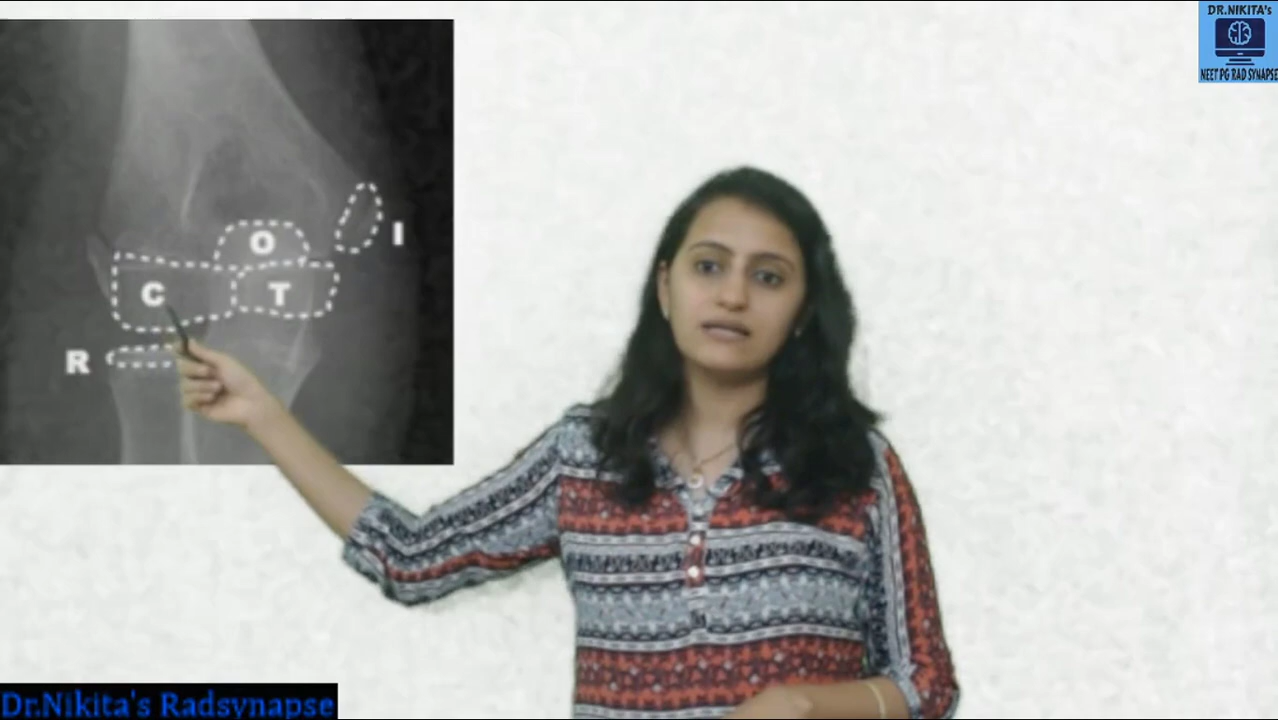 DR.NIKITA's
NEET PG RAD SYNAPSE
O
I
C
T
R
Dr.Nikita's Radsynapse